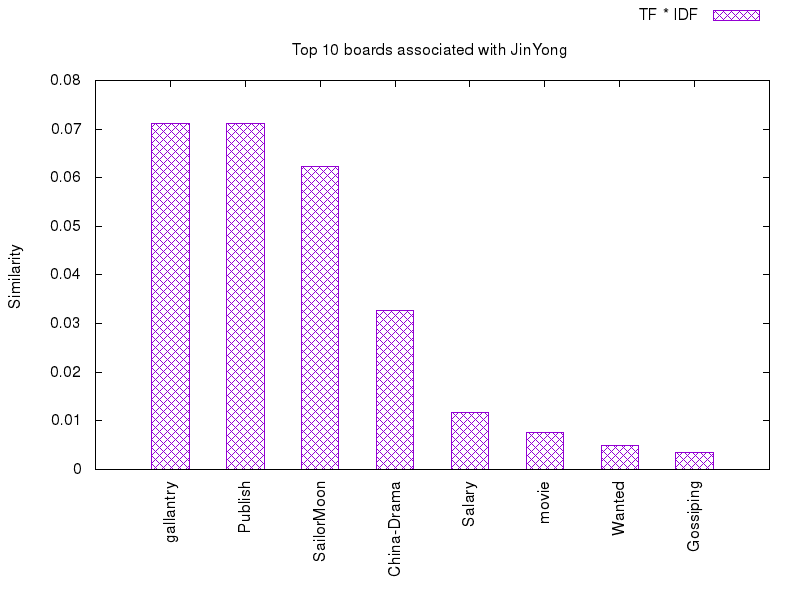 TF * IDF
Top 10 boards associated with JinYong
Similarity
0.08
0.07
0.06
0.05
0.04
0.03
0.02
0.01
0
gallantry
Publish
SailorMoon
China-Drama
Salary
movie
Wanted
Gossiping